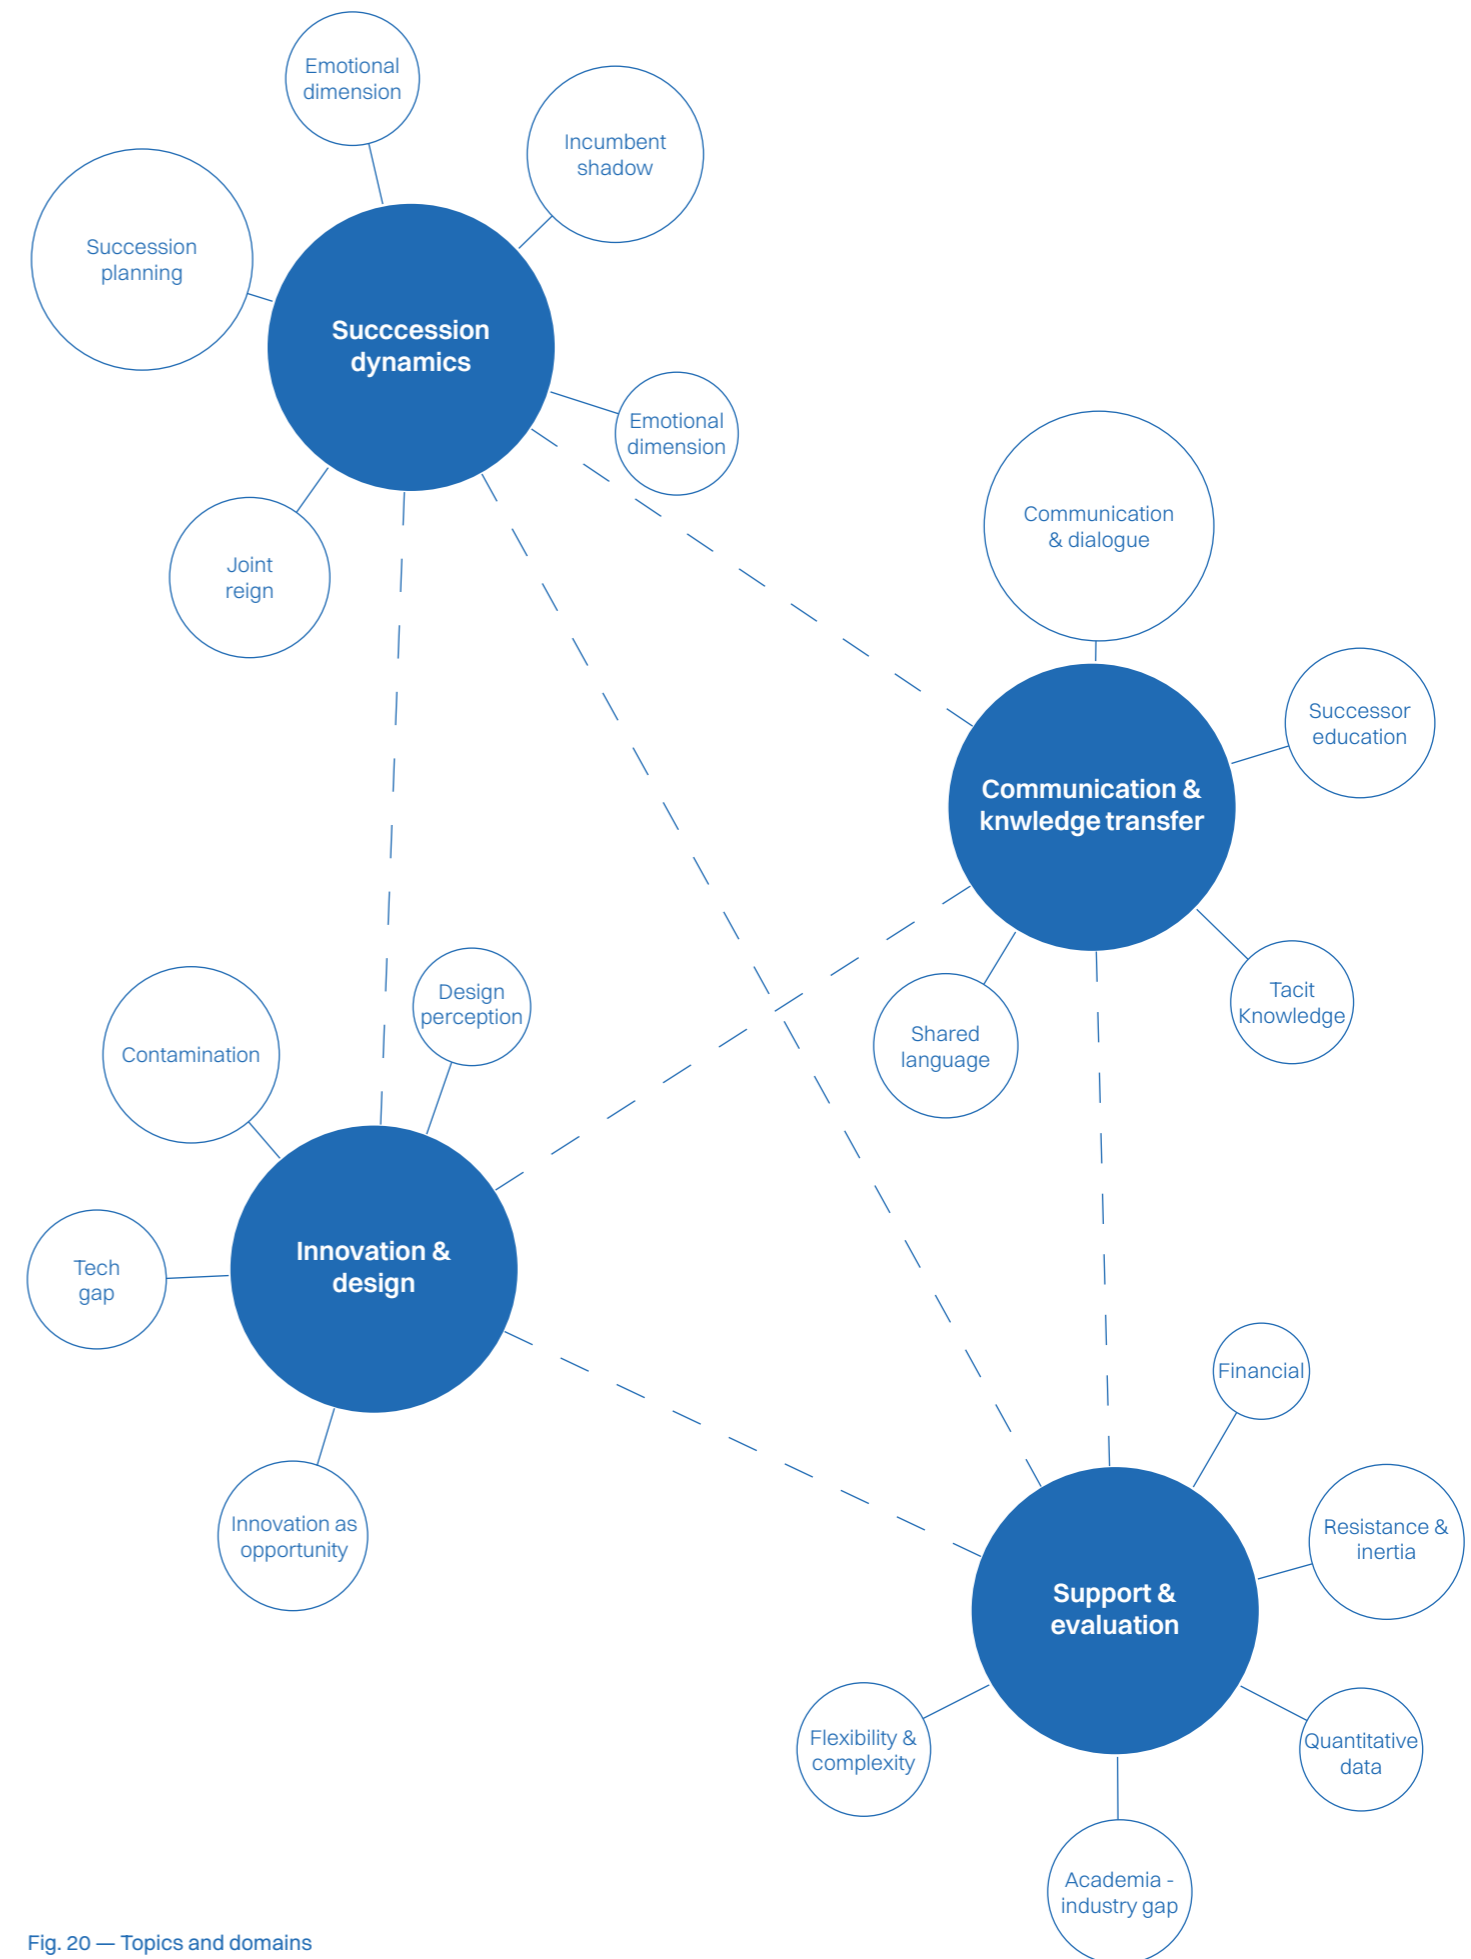 Emotional
dimension
Incumbent
shadow
Succession
planning
Succcession
dynamics
Emotional
dimension
Joint
reign
Communication
& dialogue
Successor
education
Communication &
knwledge transfer
Tacit
Knowledge
Shared
language
Design
perception
Contamination
Tech
gap
Innovation &
design
Innovation as
opportunity
Financial
Resistance &
inertia
Support &
evaluation
Flexibility &
complexity
Quantitative
data
Academia -
industry gap
Fig. 20 — Topics and domains